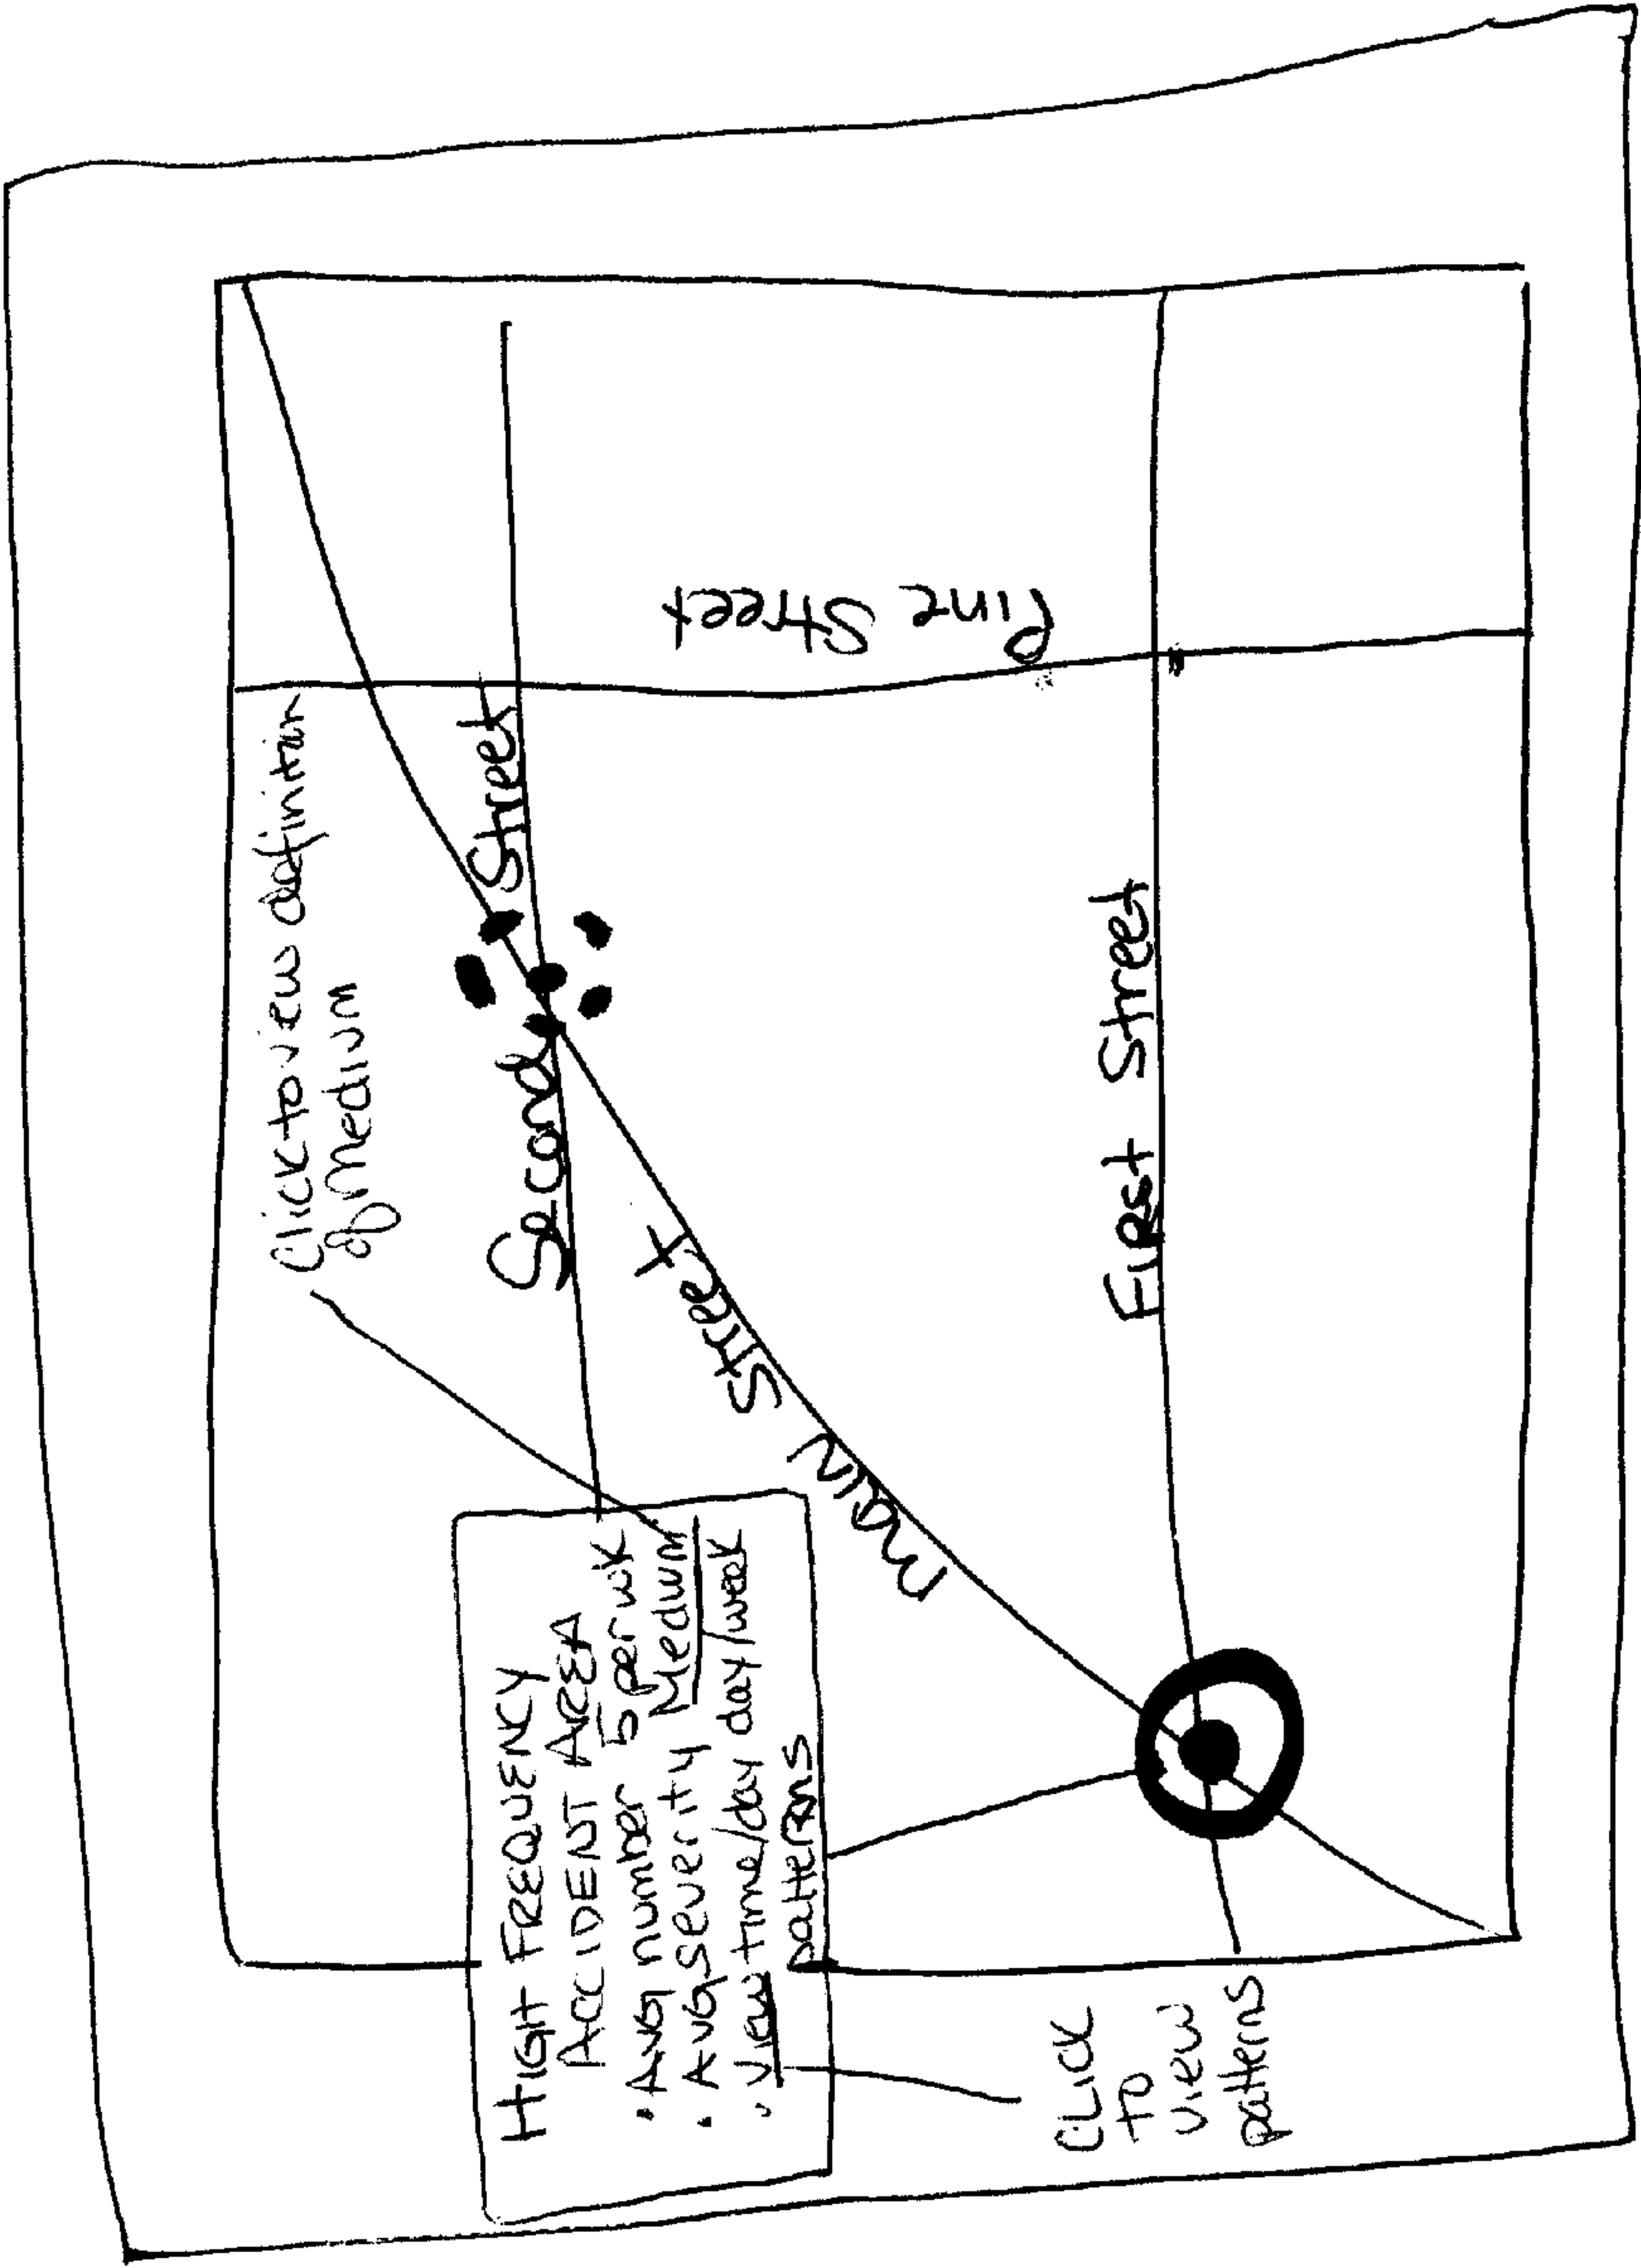 HIGH FREQUENCY
ACCIDENT AREA
• AVG number 5 per wk
• AVG severity Medium
• View time/day day/week
patterns
Click to view definition
of Medium
Second Street
Main Street
Pine Street
First Street
CLICK
TO
view
patterns